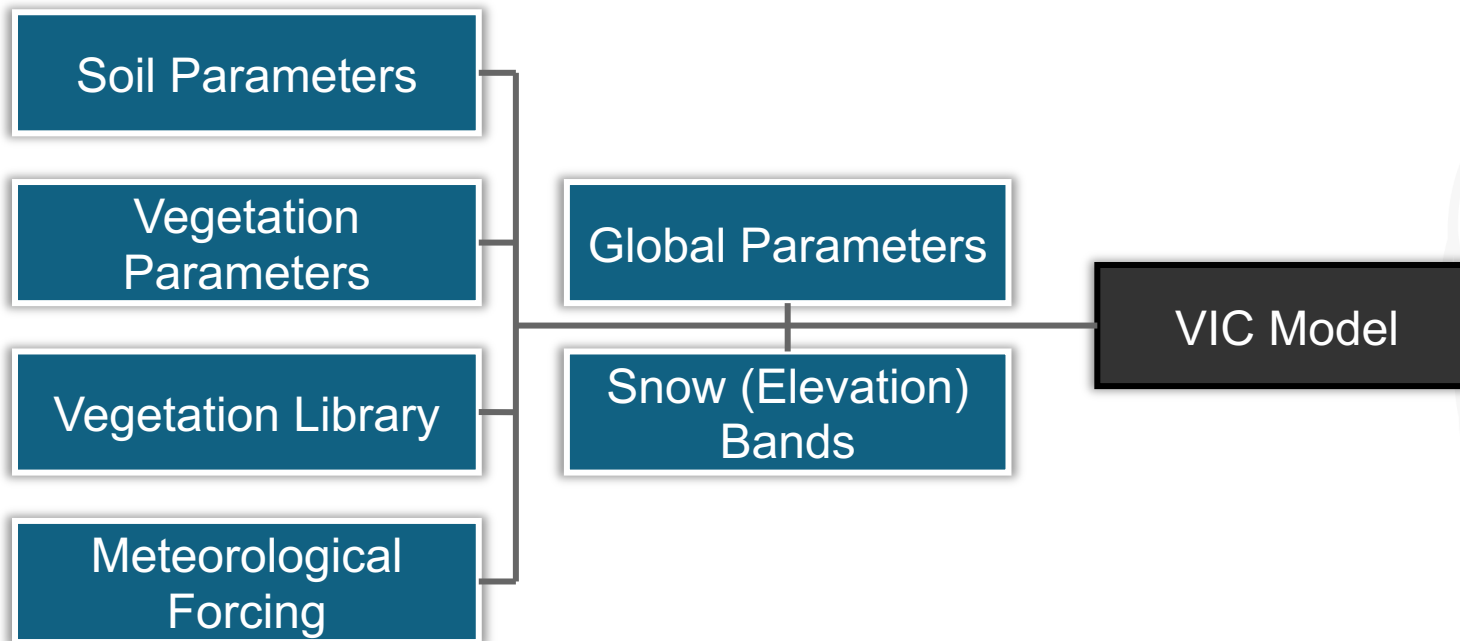 Soil Parameters
Vegetation
Parameters
Vegetation Library
Meteorological
Forcing
Global Parameters
Snow (Elevation)
Bands
VIC Model